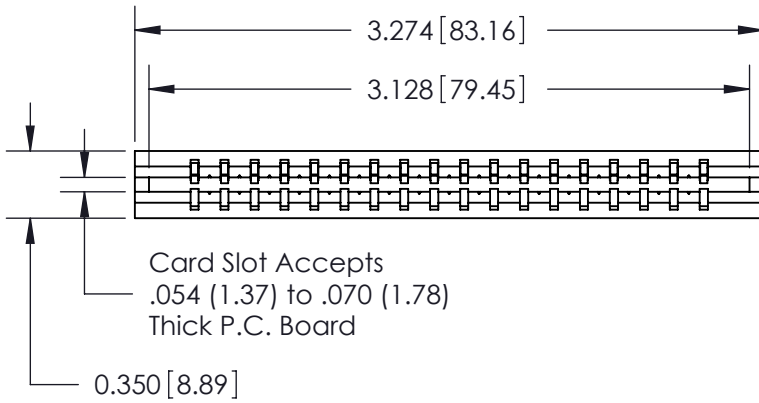 3.274 [83.16]
3.128 [79.45]
Card Slot Accepts
.054 (1.37) to .070 (1.78)
Thick P.C. Board
0.350 [8.89]